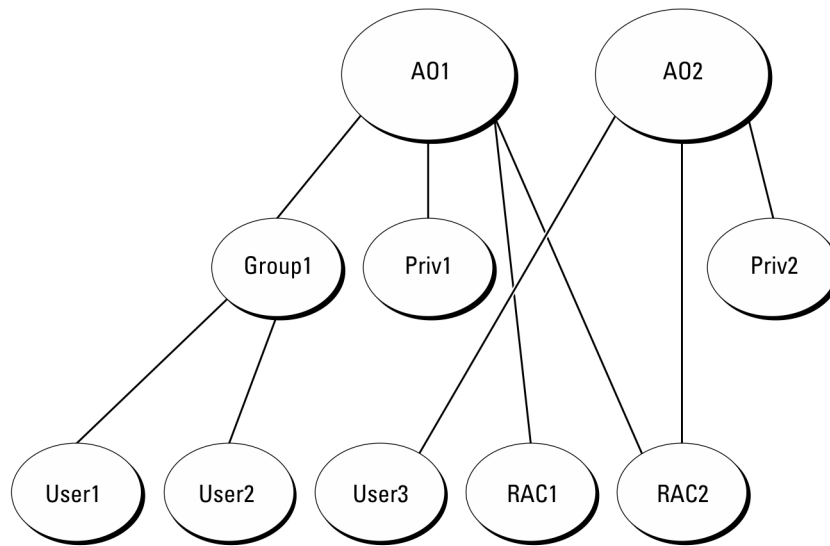 AO1
AO2
Group1
Priv1
Priv2
User1
User2
User3
RAC1
RAC2